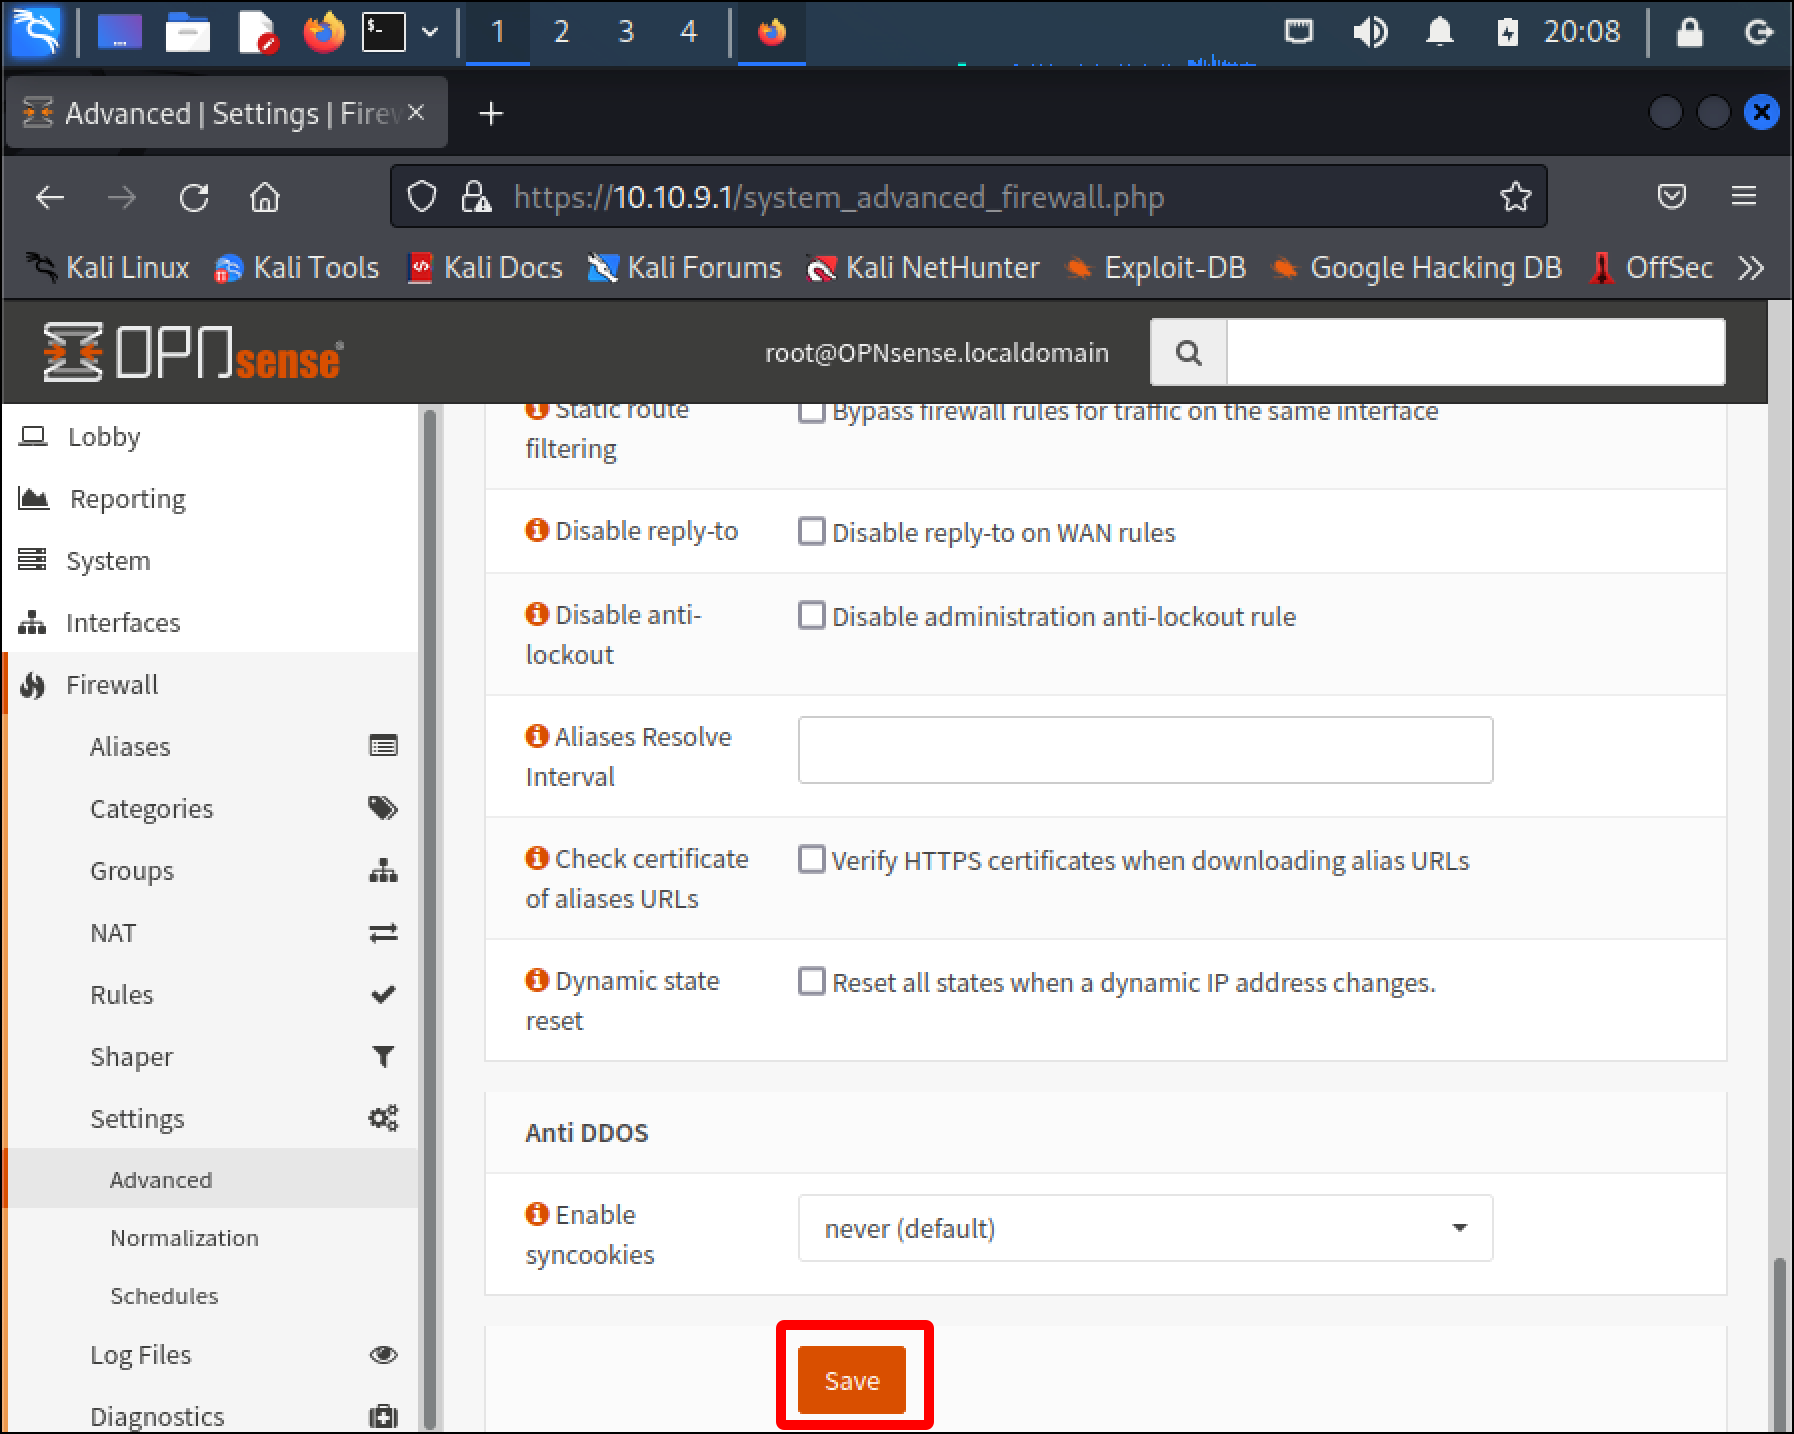 1 2 3 4 20:08
Advanced | Settings | Firew
https://10.10.9.1/system_advanced_firewall.php
Kali Linux Kali Tools Kali Docs Kali Forums Kali NetHunter Exploit-DB Google Hacking DB OffSec
OPNsense root@OPNsense.localdomain
Lobby
Reporting
System
Interfaces
Firewall
Aliases
Categories
Groups
NAT
Rules
Shaper
Settings
Advanced
Normalization
Schedules
Log Files
Diagnostics
Static route filtering
Bypass firewall rules for traffic on the same interface
Disable reply-to
Disable reply-to on WAN rules
Disable anti-
lockout
Disable administration anti-lockout rule
Aliases Resolve
Interval
Check certificate
of aliases URLs
Verify HTTPS certificates when downloading alias URLs
Dynamic state
reset
Reset all states when a dynamic IP address changes.
Anti DDOS
Enable
syncookies
never (default)
Save